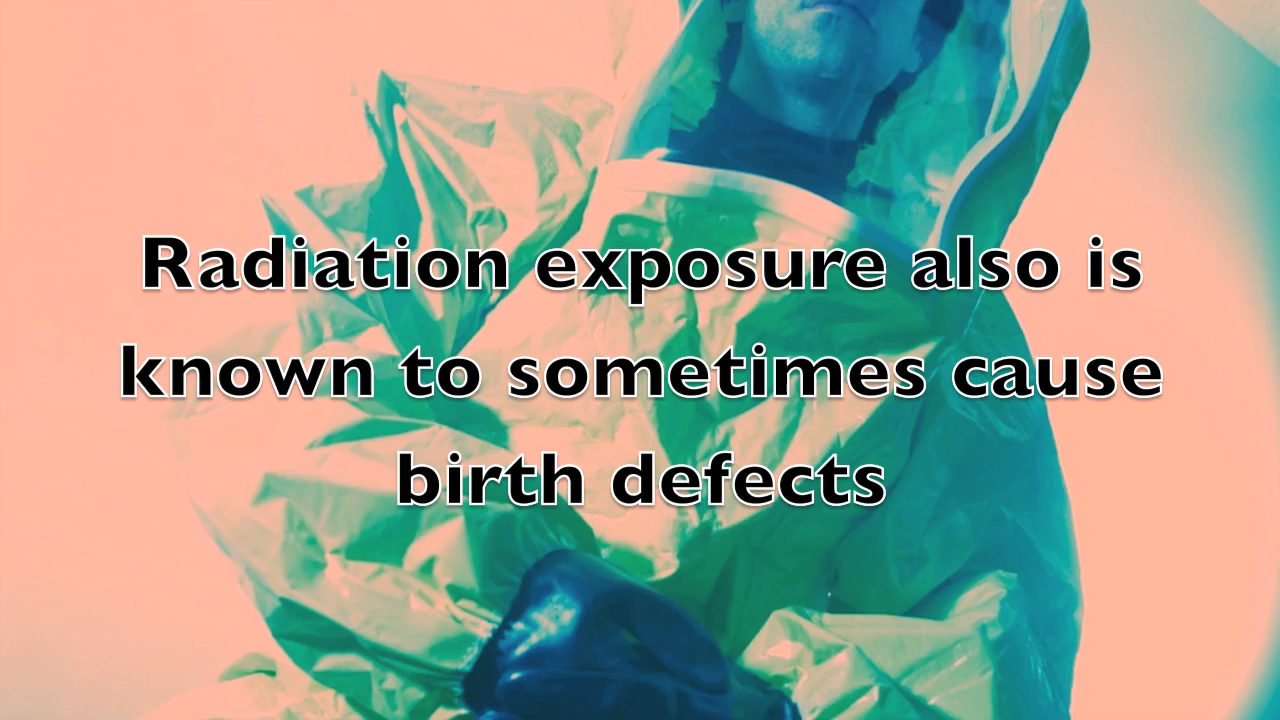 Radiation exposure also is
known to sometimes cause
birth defects